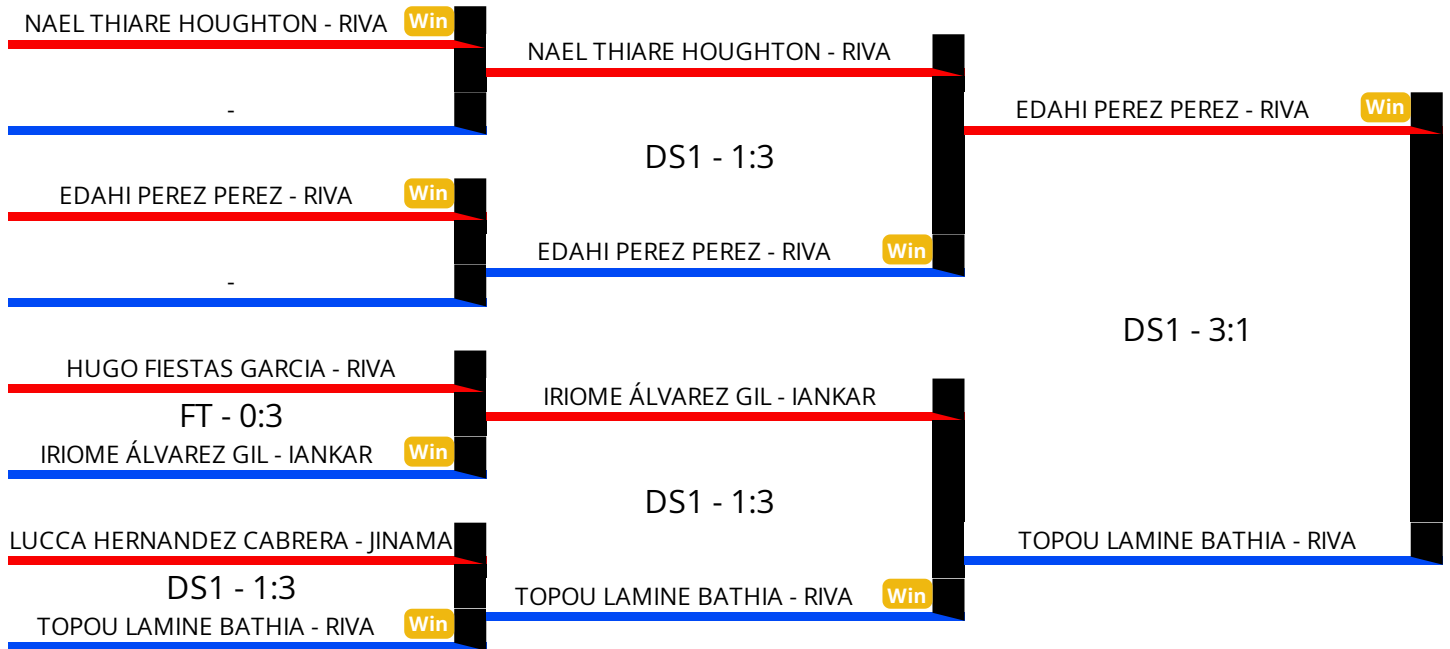 NAEL THIARE HOUGHTON - RIVA Win
-
EDAHI PEREZ PEREZ - RIVA Win
-
HUGO FIESTAS GARCIA - RIVA
FT - 0:3
IRIOME ÁLVAREZ GIL - IANKAR Win
LUCCA HERNANDEZ CABRERA - JINAMA
DS1 - 1:3
TOPOU LAMINE BATHIA - RIVA Win
NAEL THIARE HOUGHTON - RIVA
DS1 - 1:3
EDAHI PEREZ PEREZ - RIVA Win
IRIOME ÁLVAREZ GIL - IANKAR
DS1 - 1:3
TOPOU LAMINE BATHIA - RIVA Win
EDAHI PEREZ PEREZ - RIVA Win
DS1 - 3:1
TOPOU LAMINE BATHIA - RIVA